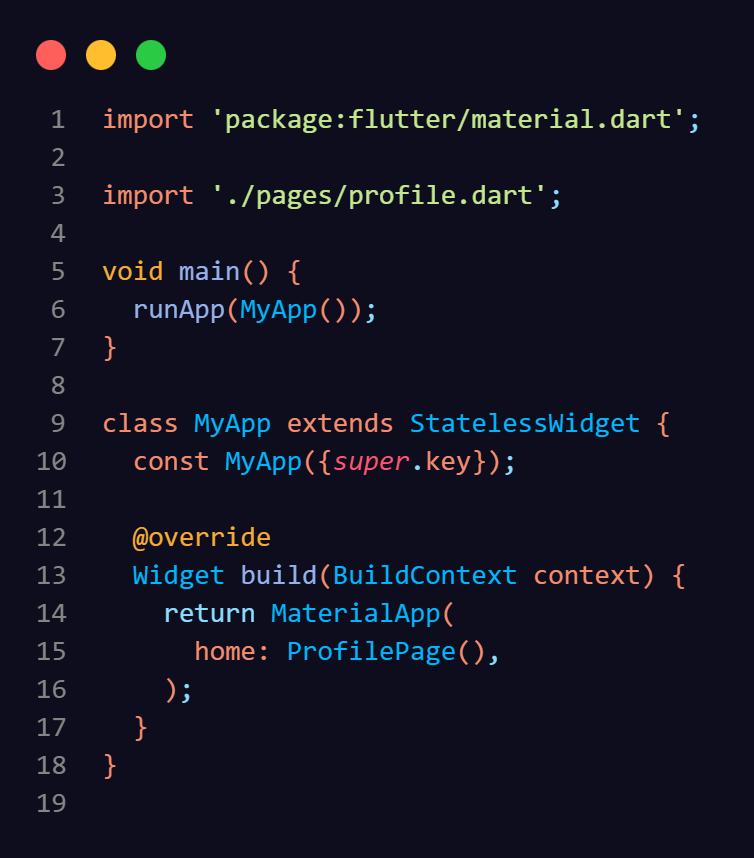 1 import 'package:flutter/material.dart';
2
3 import './pages/profile.dart';
4
5 void main() {
6   runApp(MyApp());
7 }
8
9 class MyApp extends StatelessWidget {
10   const MyApp({super.key});
11
12   @override
13   Widget build(BuildContext context) {
14     return MaterialApp(
15       home: ProfilePage(),
16     );
17   }
18 }
19